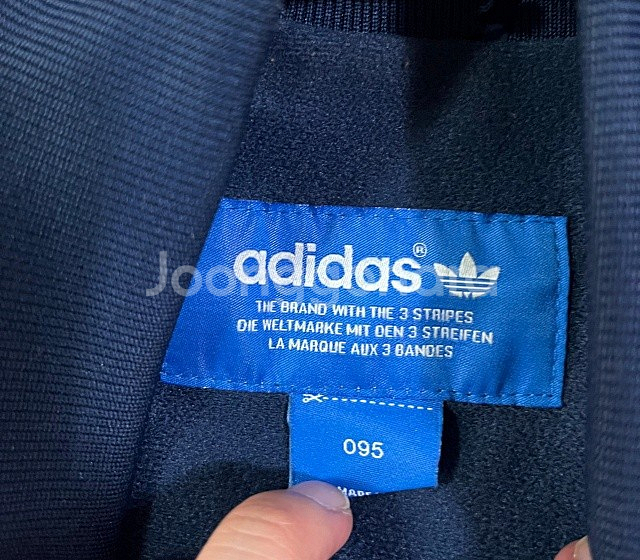 adidas®
THE BRAND WITH THE 3 STRIPES
DIE WELTMARKE MIT DEN 3 STREIFEN
LA MARQUE AUX 3 BANDES
095